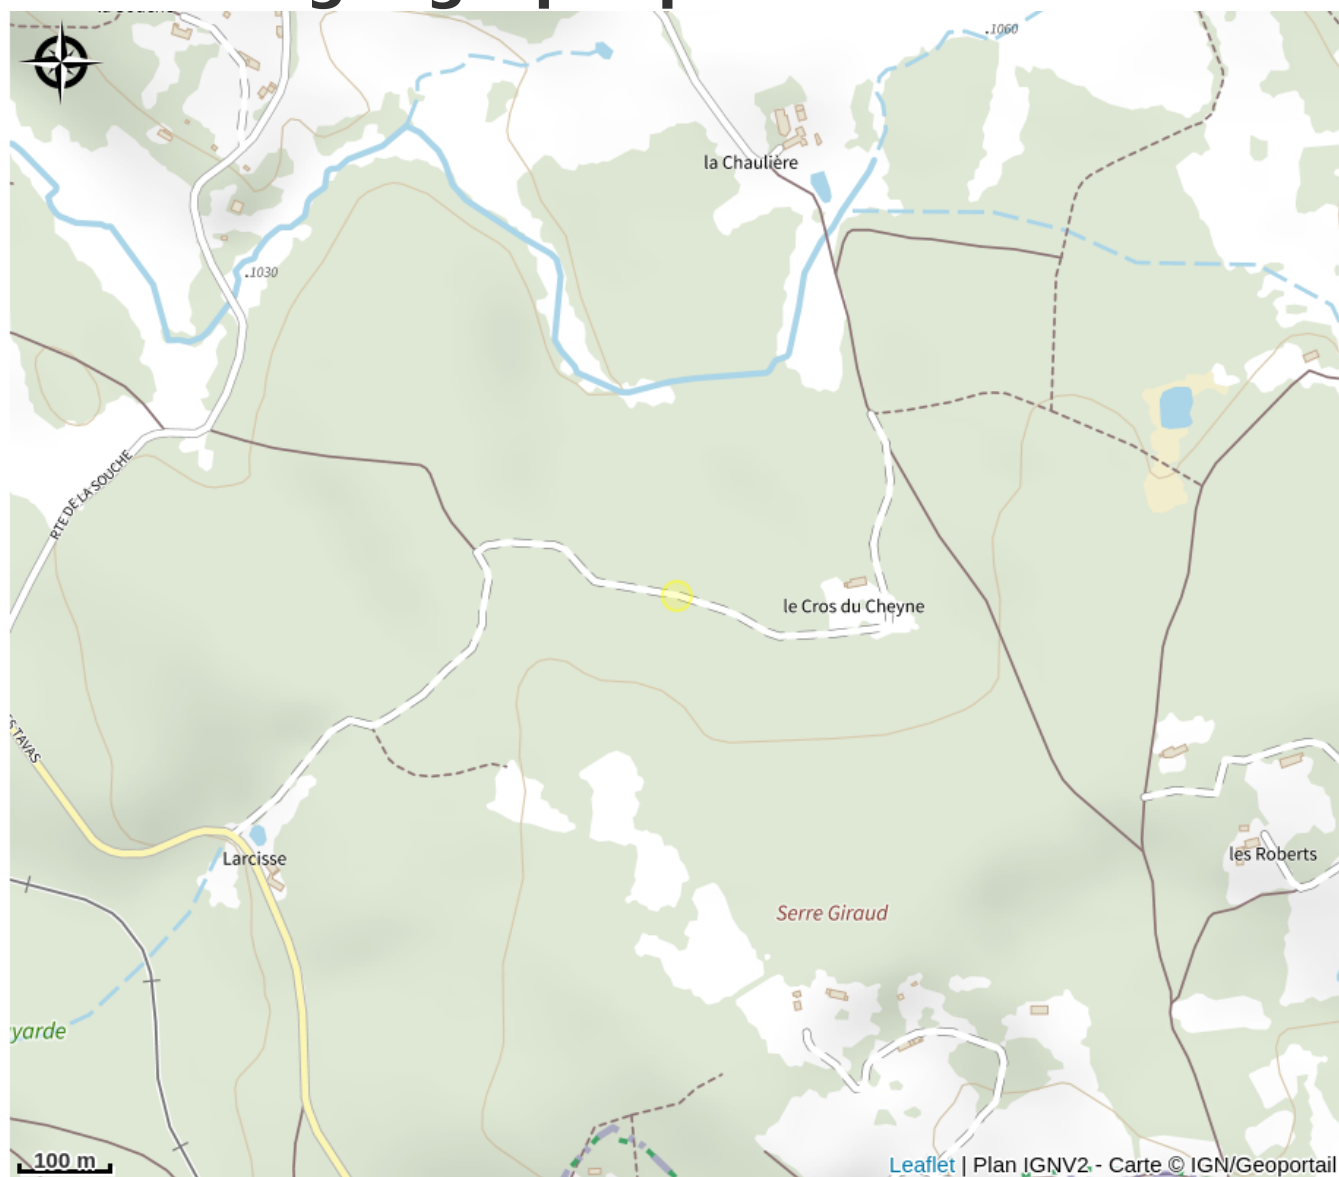 .1060
la Chaulière
.1030
RTE DE LA SOUCHE
le Cros du Cheyne
TAVAS
Larcisse
les Roberts
Serre Giraud
yarde
100 m
Leaflet | Plan IGNV2 - Carte © IGN/Geoportail